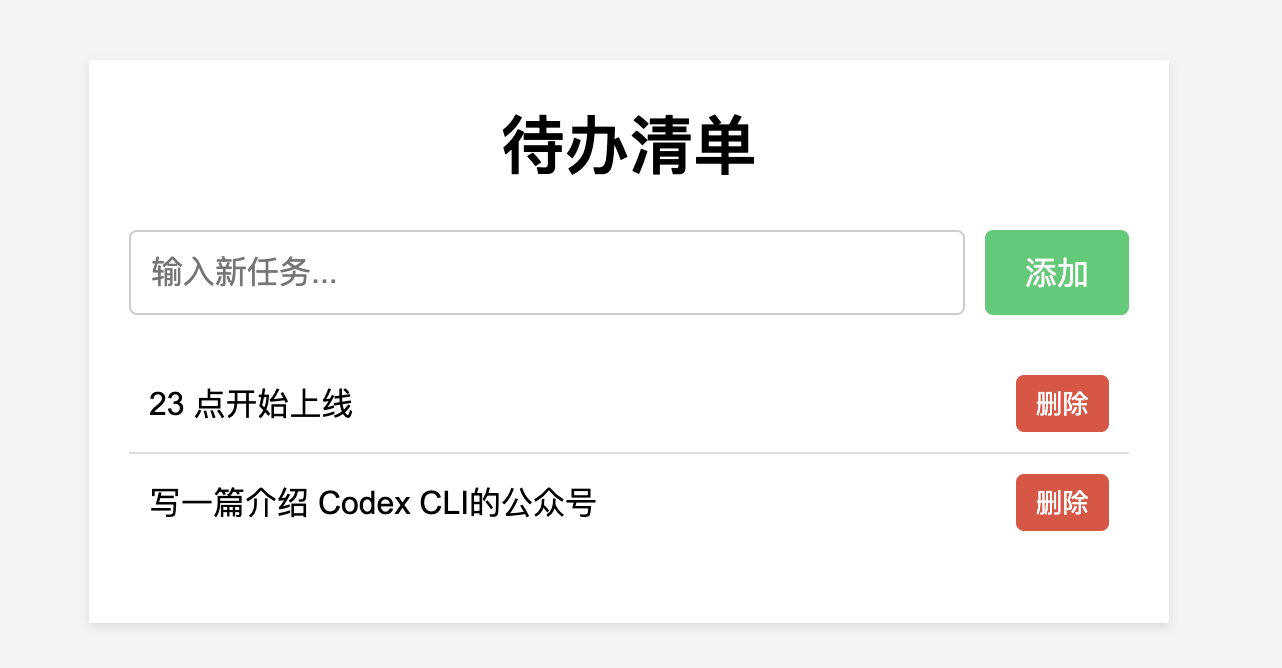 待办清单
输入新任务...
添加
23 点开始上线
删除
写一篇介绍 Codex CLI的公众号
删除